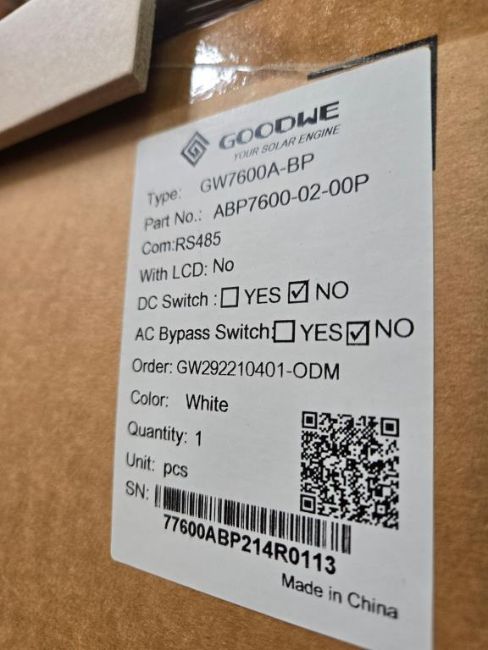 GOODWE
YOUR SOLAR ENGINE
Type: GW7600A-BP
Part No.: ABP7600-02-00P
Com:RS485
With LCD: No
DC Switch : ☐ YES ☑ NO
AC Bypass Switch:☐ YES ☑ NO
Order: GW292210401-ODM
Color: White
Quantity: 1
Unit: pcs
SN:
77600ABP214R0113
Made in China